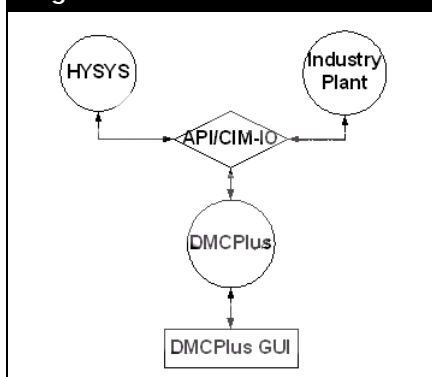 HYSYS
Industry
Plant
API/CIM-IO
DMCPlus
DMCPlus GUI